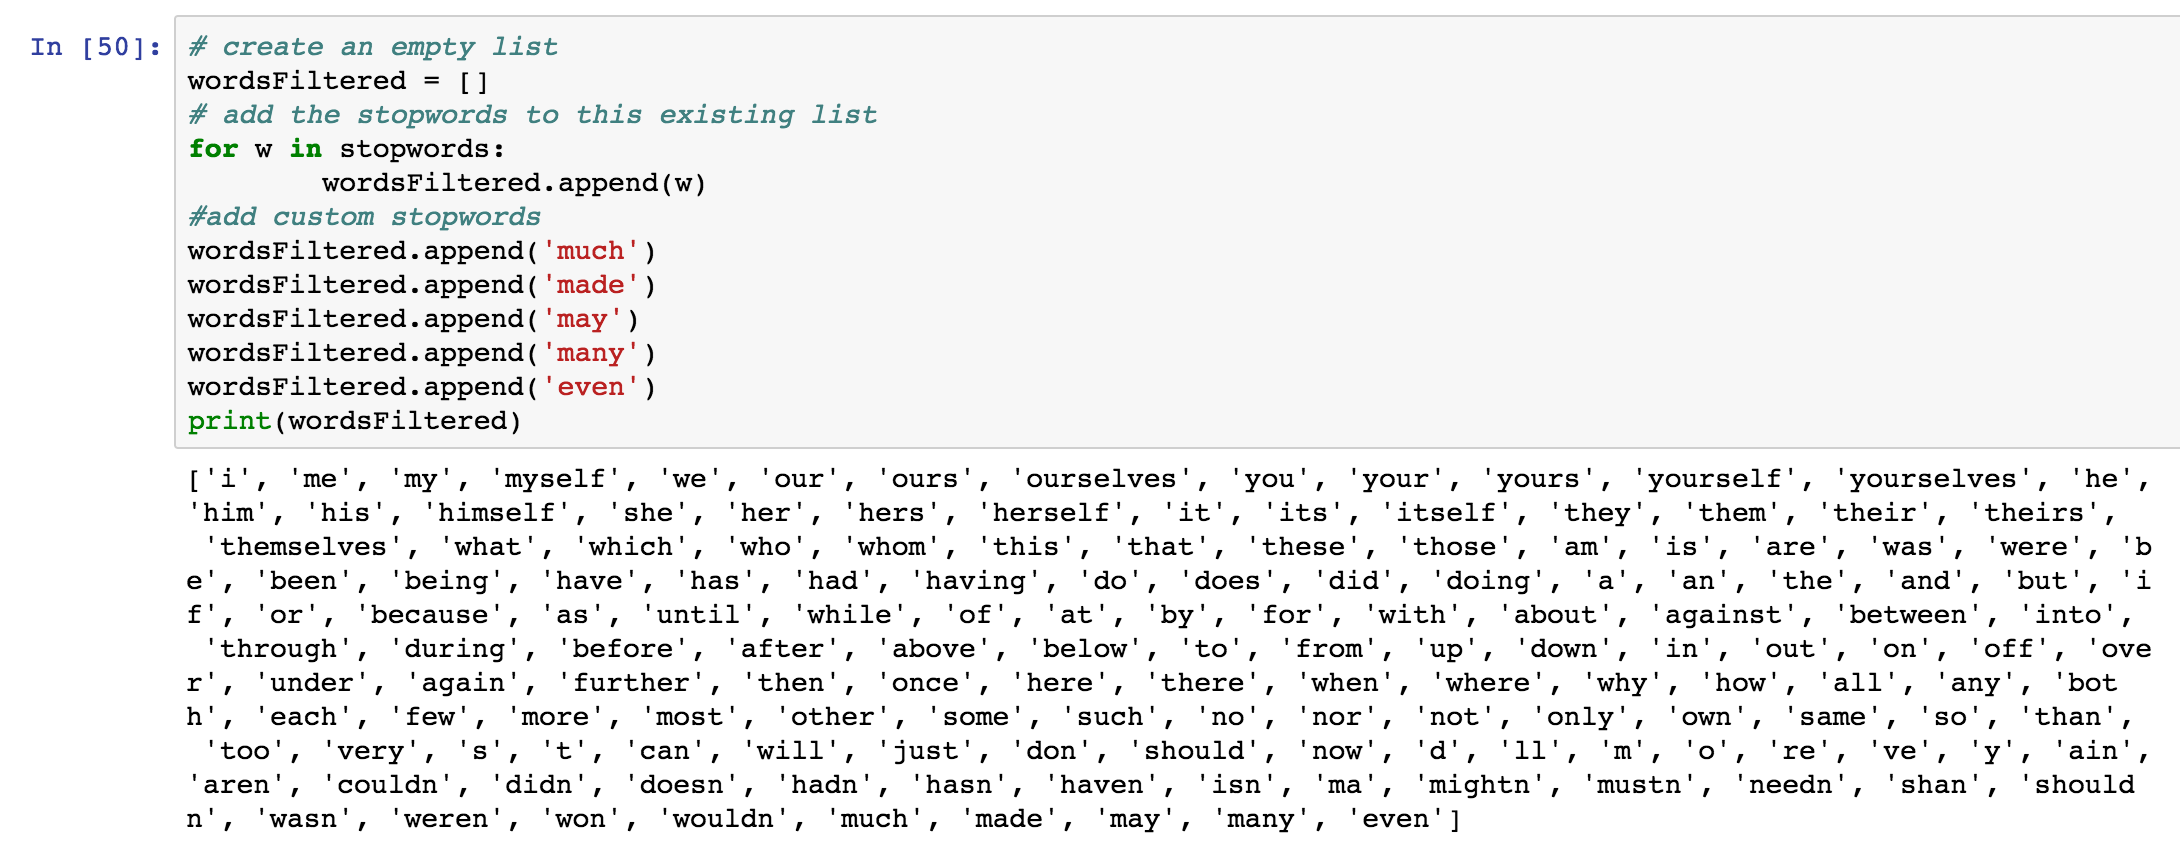 In [50]: # create an empty list
wordsFiltered = []
# add the stopwords to this existing list
for w in stopwords:
        wordsFiltered.append(w)
#add custom stopwords
wordsFiltered.append('much')
wordsFiltered.append('made')
wordsFiltered.append('may')
wordsFiltered.append('many')
wordsFiltered.append('even')
print(wordsFiltered)
['i', 'me', 'my', 'myself', 'we', 'our', 'ours', 'ourselves', 'you', 'your', 'yours', 'yourself', 'yourselves', 'he',
'him', 'his', 'himself', 'she', 'her', 'hers', 'herself', 'it', 'its', 'itself', 'they', 'them', 'their', 'theirs',
 'themselves', 'what', 'which', 'who', 'whom', 'this', 'that', 'these', 'those', 'am', 'is', 'are', 'was', 'were', 'b
e', 'been', 'being', 'have', 'has', 'had', 'having', 'do', 'does', 'did', 'doing', 'a', 'an', 'the', 'and', 'but', 'i
f', 'or', 'because', 'as', 'until', 'while', 'of', 'at', 'by', 'for', 'with', 'about', 'against', 'between', 'into',
 'through', 'during', 'before', 'after', 'above', 'below', 'to', 'from', 'up', 'down', 'in', 'out', 'on', 'off', 'ove
r', 'under', 'again', 'further', 'then', 'once', 'here', 'there', 'when', 'where', 'why', 'how', 'all', 'any', 'bot
h', 'each', 'few', 'more', 'most', 'other', 'some', 'such', 'no', 'nor', 'not', 'only', 'own', 'same', 'so', 'than',
 'too', 'very', 's', 't', 'can', 'will', 'just', 'don', 'should', 'now', 'd', 'll', 'm', 'o', 're', 've', 'y', 'ain',
'aren', 'couldn', 'didn', 'doesn', 'hadn', 'hasn', 'haven', 'isn', 'ma', 'mightn', 'mustn', 'needn', 'shan', 'should
n', 'wasn', 'weren', 'won', 'wouldn', 'much', 'made', 'may', 'many', 'even']